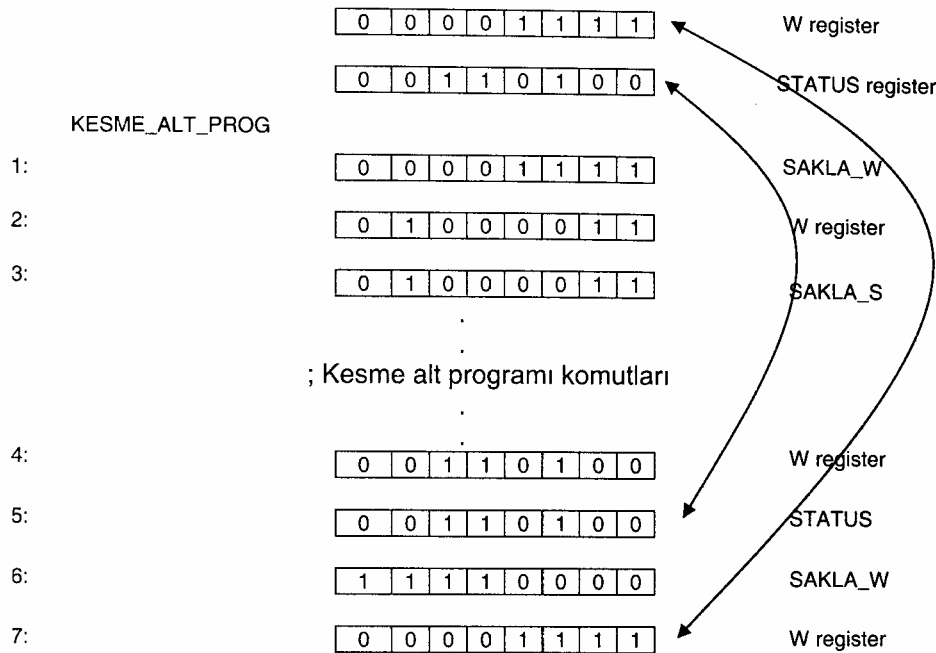 0 0 0 0 1 1 1 1 W register
0 0 1 1 0 1 0 0 STATUS register
KESME_ALT_PROG
1: 0 0 0 0 1 1 1 1 SAKLA_W
2: 0 1 0 0 0 0 1 1 W register
3: 0 1 0 0 0 0 1 1 SAKLA_S
.
.
; Kesme alt programı komutları
.
.
4: 0 0 1 1 0 1 0 0 W register
5: 0 0 1 1 0 1 0 0 STATUS
6: 1 1 1 1 0 0 0 0 SAKLA_W
7: 0 0 0 0 1 1 1 1 W register